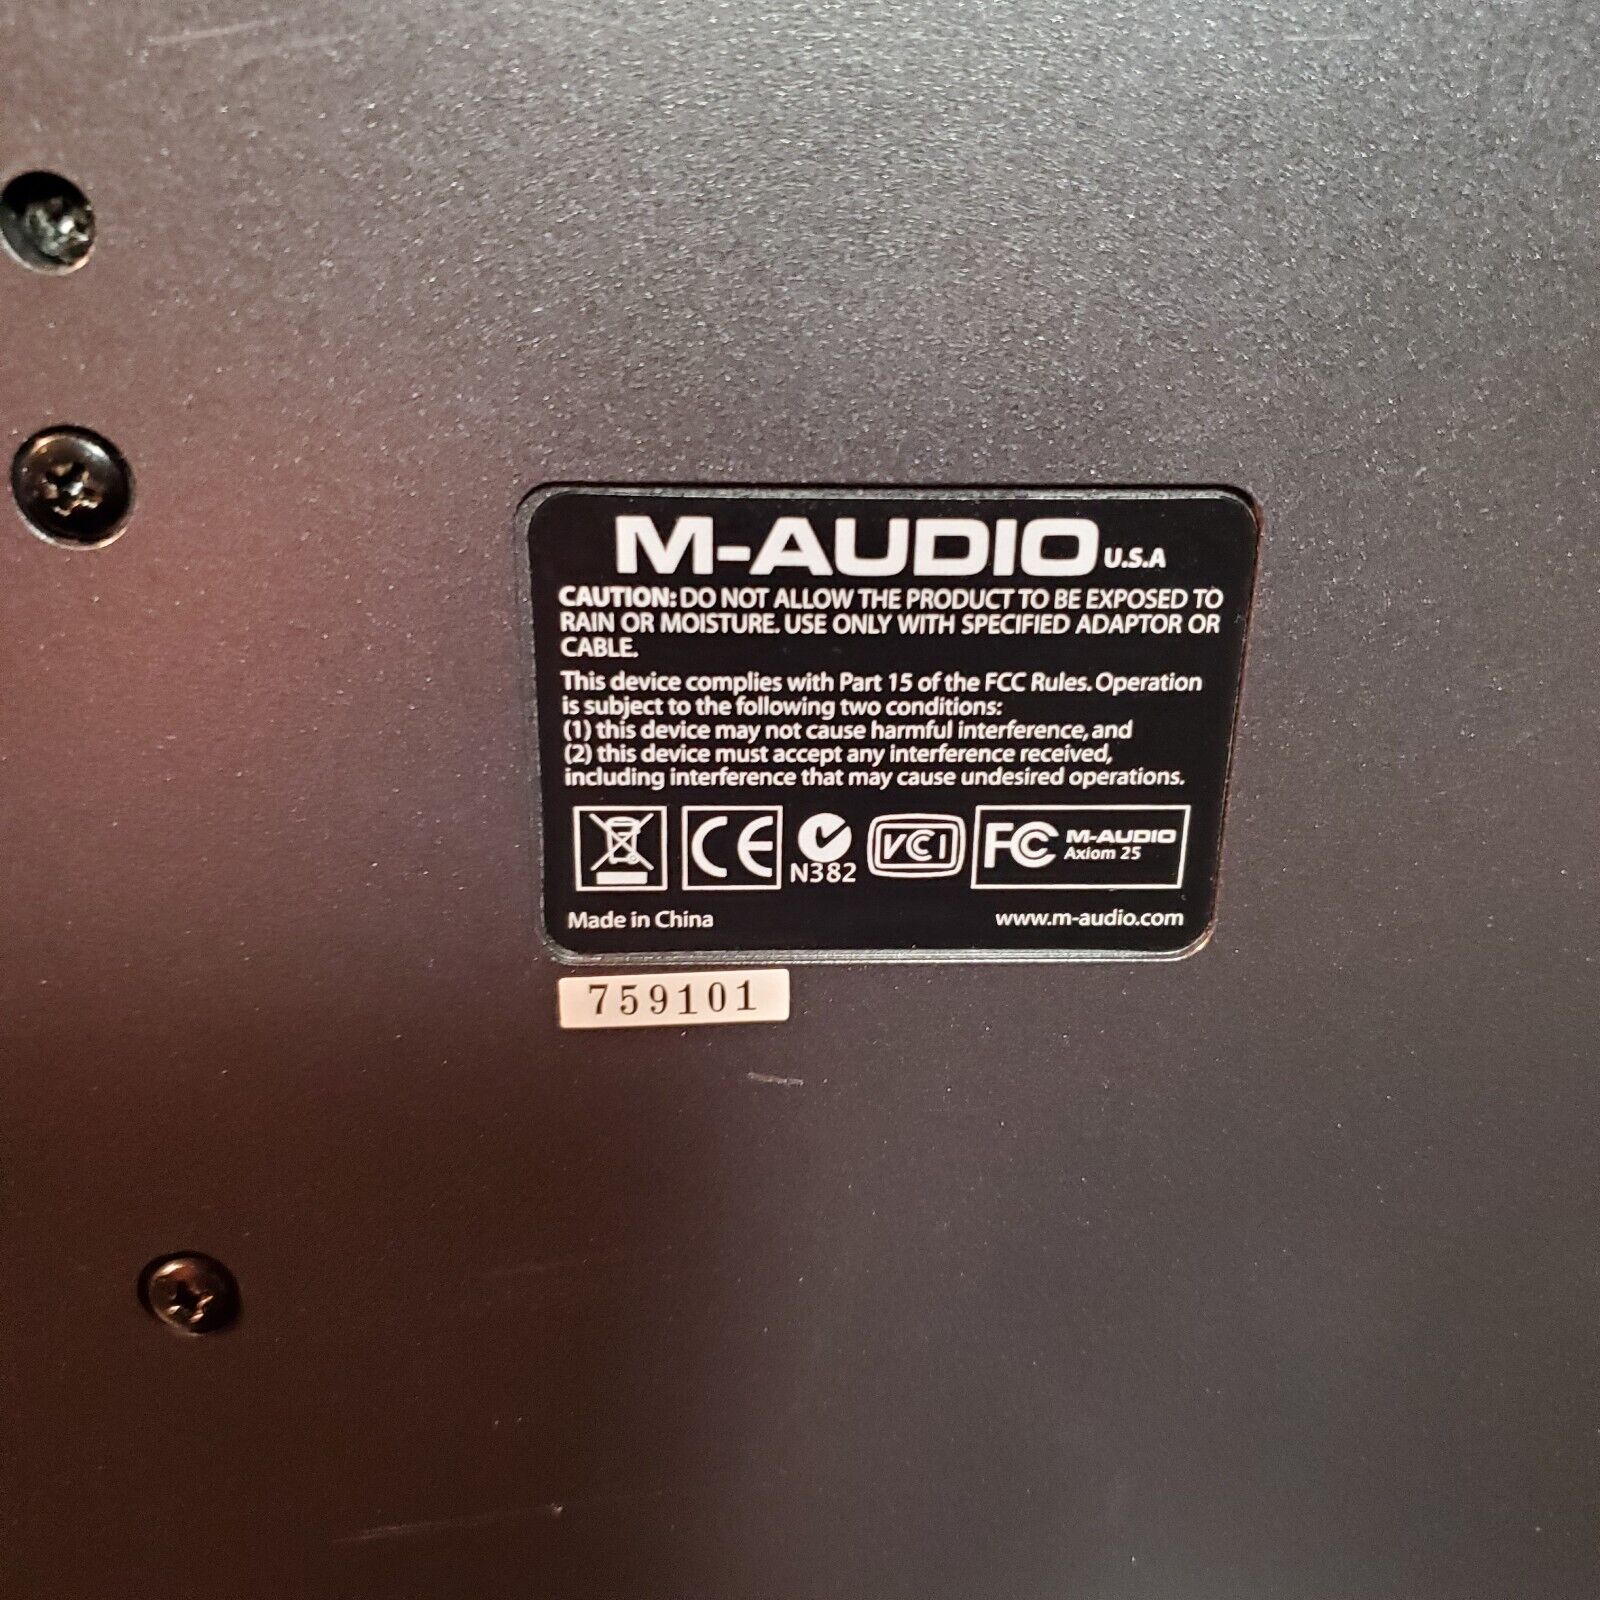 M-AUDIO U.S.A
CAUTION: DO NOT ALLOW THE PRODUCT TO BE EXPOSED TO
RAIN OR MOISTURE. USE ONLY WITH SPECIFIED ADAPTOR OR
CABLE.
This device complies with Part 15 of the FCC Rules. Operation
is subject to the following two conditions:
(1) this device may not cause harmful interference, and
(2) this device must accept any interference received,
including interference that may cause undesired operations.
CE N382 VCI FC M-AUDIO
Axiom 25
Made in China www.m-audio.com
759101